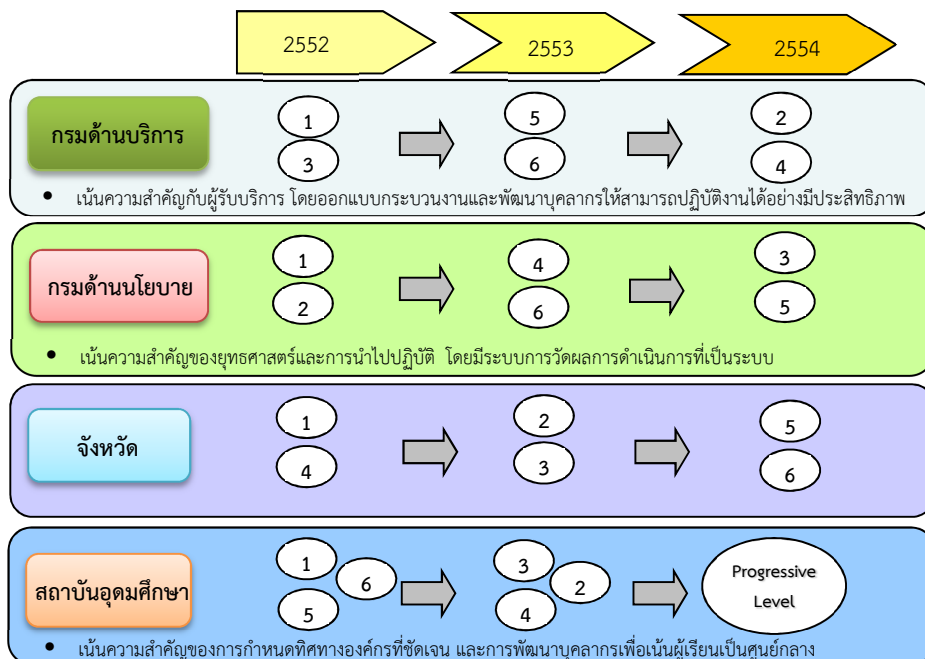 2552 2553 2554
กรมด้านบริการ
1 5 2
3 6 4
• เน้นความสำคัญกับผู้รับบริการ โดยออกแบบกระบวนงานและพัฒนาบุคลากรให้สามารถปฏิบัติงานได้อย่างมีประสิทธิภาพ
กรมด้านนโยบาย
1 4 3
2 6 5
• เน้นความสำคัญของยุทธศาสตร์และการนำไปปฏิบัติ โดยมีระบบการวัดผลการดำเนินการที่เป็นระบบ
จังหวัด
1 2 5
4 3 6
สถาบันอุดมศึกษา
1 3 Progressive
6 2 Level
5 4
• เน้นความสำคัญของการกำหนดทิศทางองค์กรที่ชัดเจน และการพัฒนาบุคลากรเพื่อเน้นผู้เรียนเป็นศูนย์กลาง